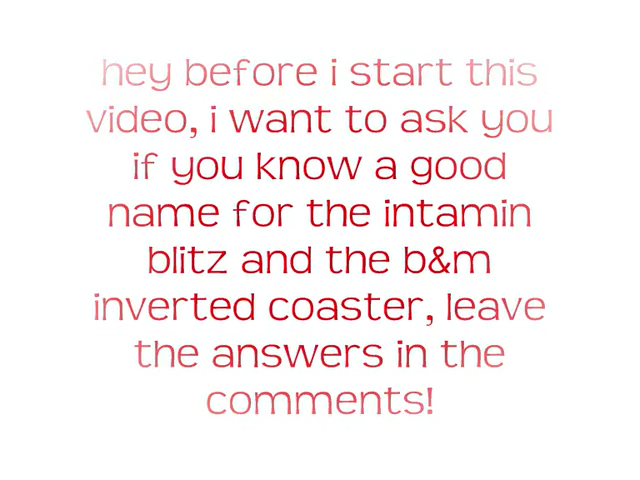 hey before i start this
video, i want to ask you
if you know a good
name for the intamin
blitz and the b&m
inverted coaster, leave
the answers in the
comments!